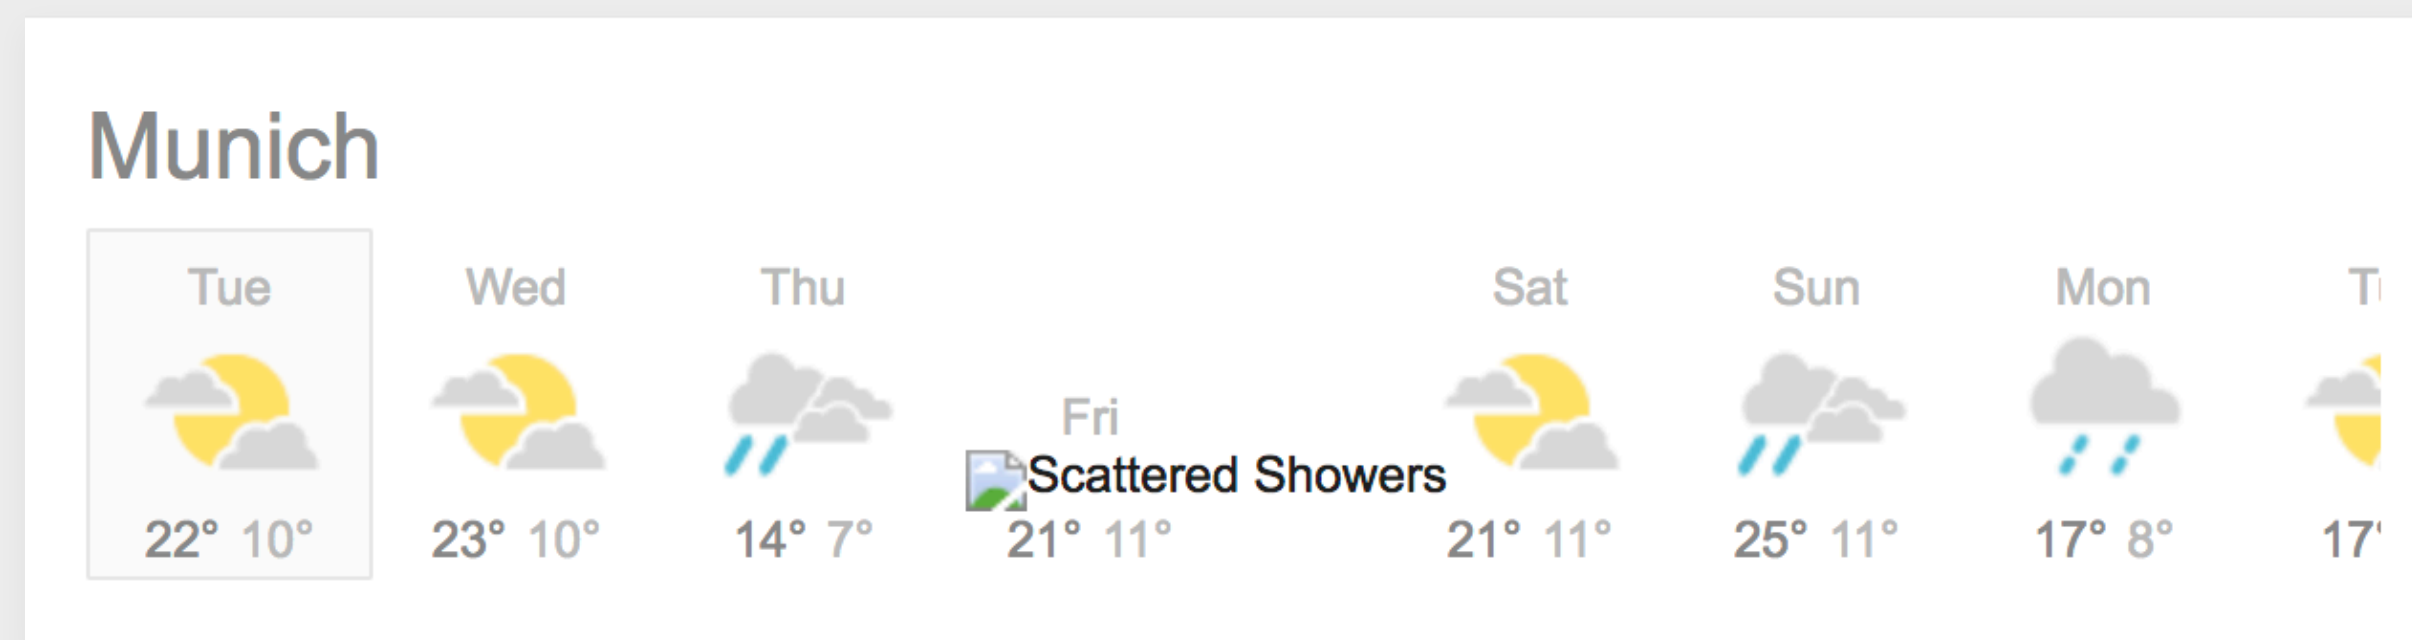 Munich
Tue Wed Thu Fri Sat Sun Mon
Scattered Showers
22° 10° 23° 10° 14° 7° 21° 11° 21° 11° 25° 11° 17° 8° 17°